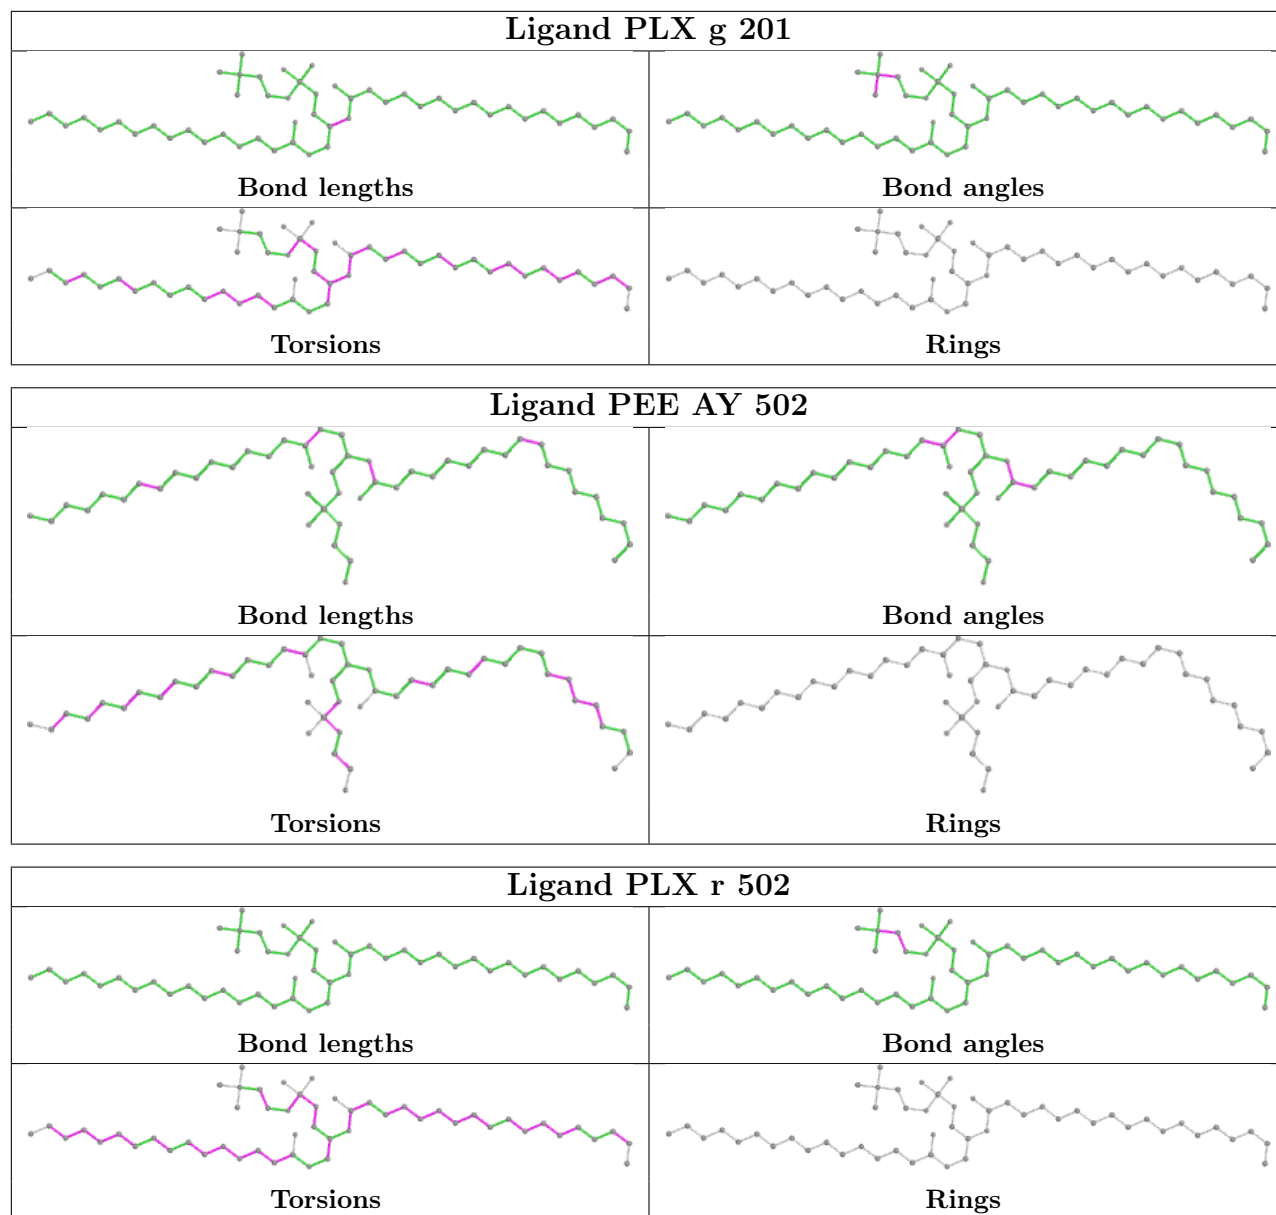 Ligand PLX g 201
Bond lengths
Bond angles
Torsions
Rings
Ligand PEE AY 502
Bond lengths
Bond angles
Torsions
Rings
Ligand PLX r 502
Bond lengths
Bond angles
Torsions
Rings